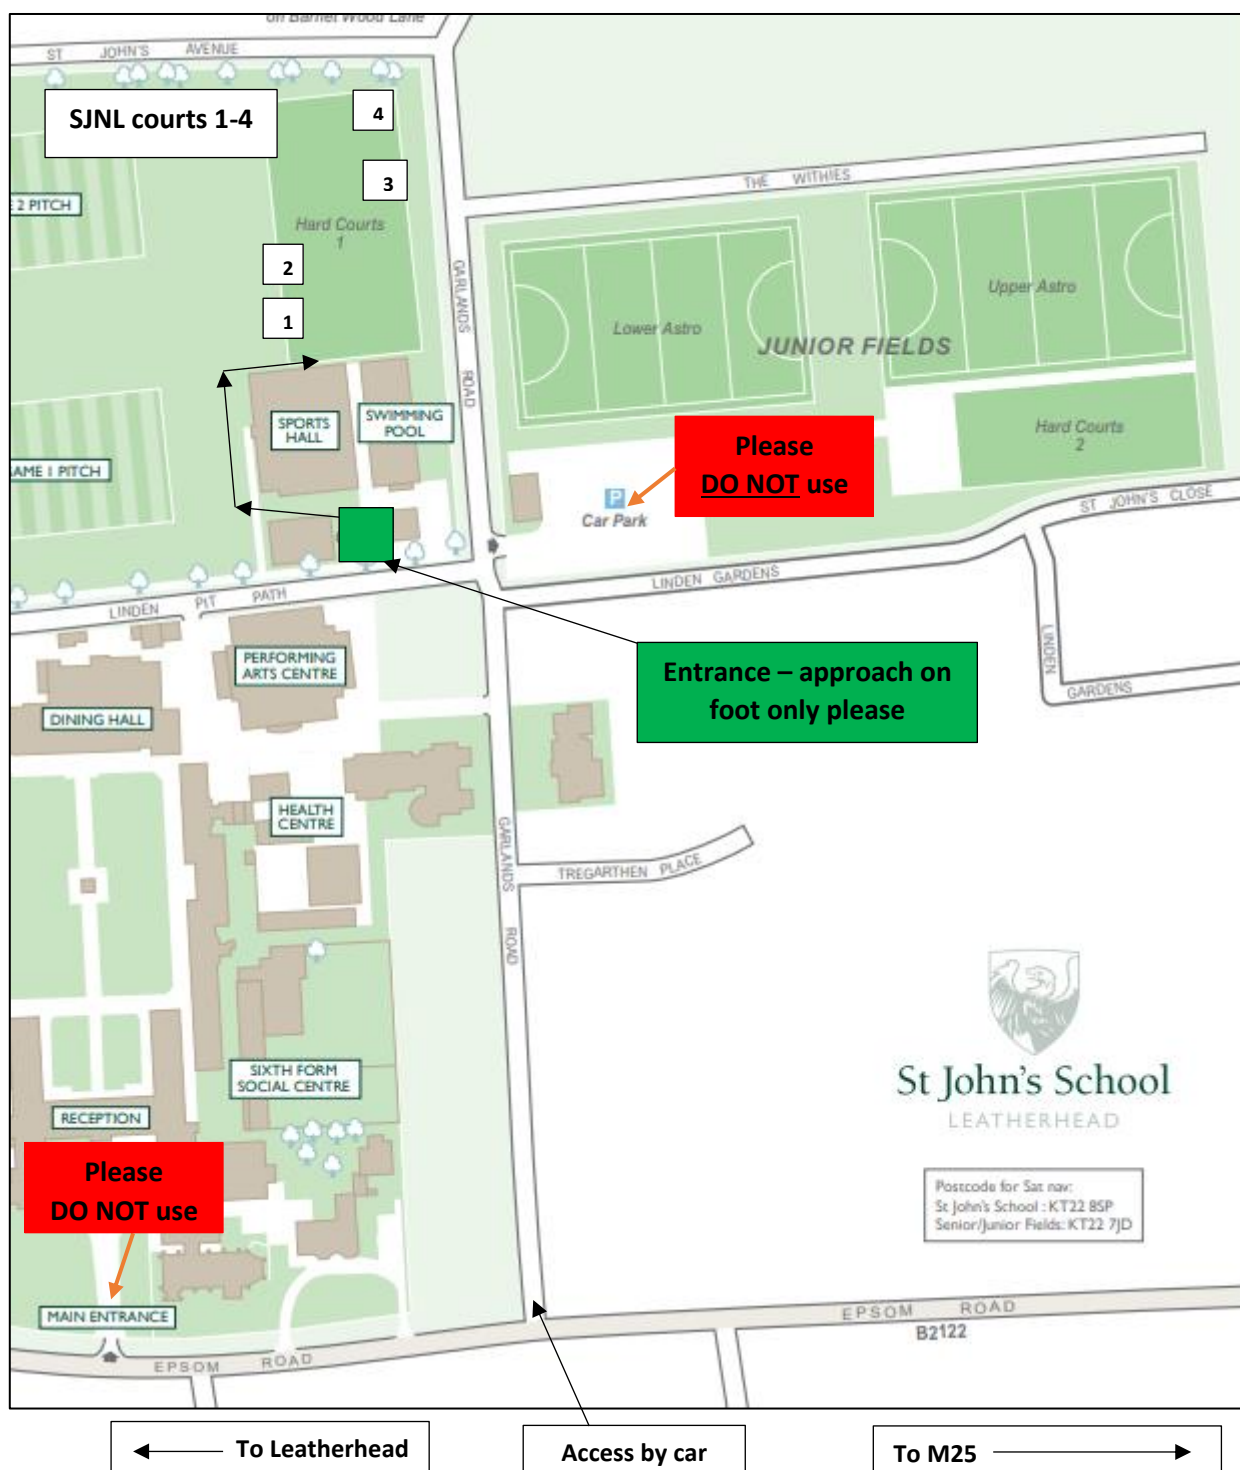 on Barnet Wood Lane
ST JOHN'S AVENUE
SJNL courts 1-4
4
3
THE WITHIES
2 PITCH
Hard Courts
1
2
1
GARLANDS ROAD
Lower Astro
Upper Astro
JUNIOR FIELDS
SPORTS
HALL
SWIMMING
POOL
Hard Courts
2
Please
DO NOT use
GAME 1 PITCH
P
Car Park
ST JOHN'S CLOSE
LINDEN GARDENS
LINDEN PIT PATH
LINDEN
GARDENS
PERFORMING
ARTS CENTRE
Entrance – approach on
foot only please
DINING HALL
HEALTH
CENTRE
GARLANDS ROAD
TREGARTHEN PLACE
SIXTH FORM
SOCIAL CENTRE
St John's School
LEATHERHEAD
RECEPTION
Please
DO NOT use
Postcode for Sat nav:
St John's School : KT22 8SP
Senior/Junior Fields: KT22 7JD
MAIN ENTRANCE
EPSOM ROAD
B2122
EPSOM ROAD
To Leatherhead
Access by car
To M25